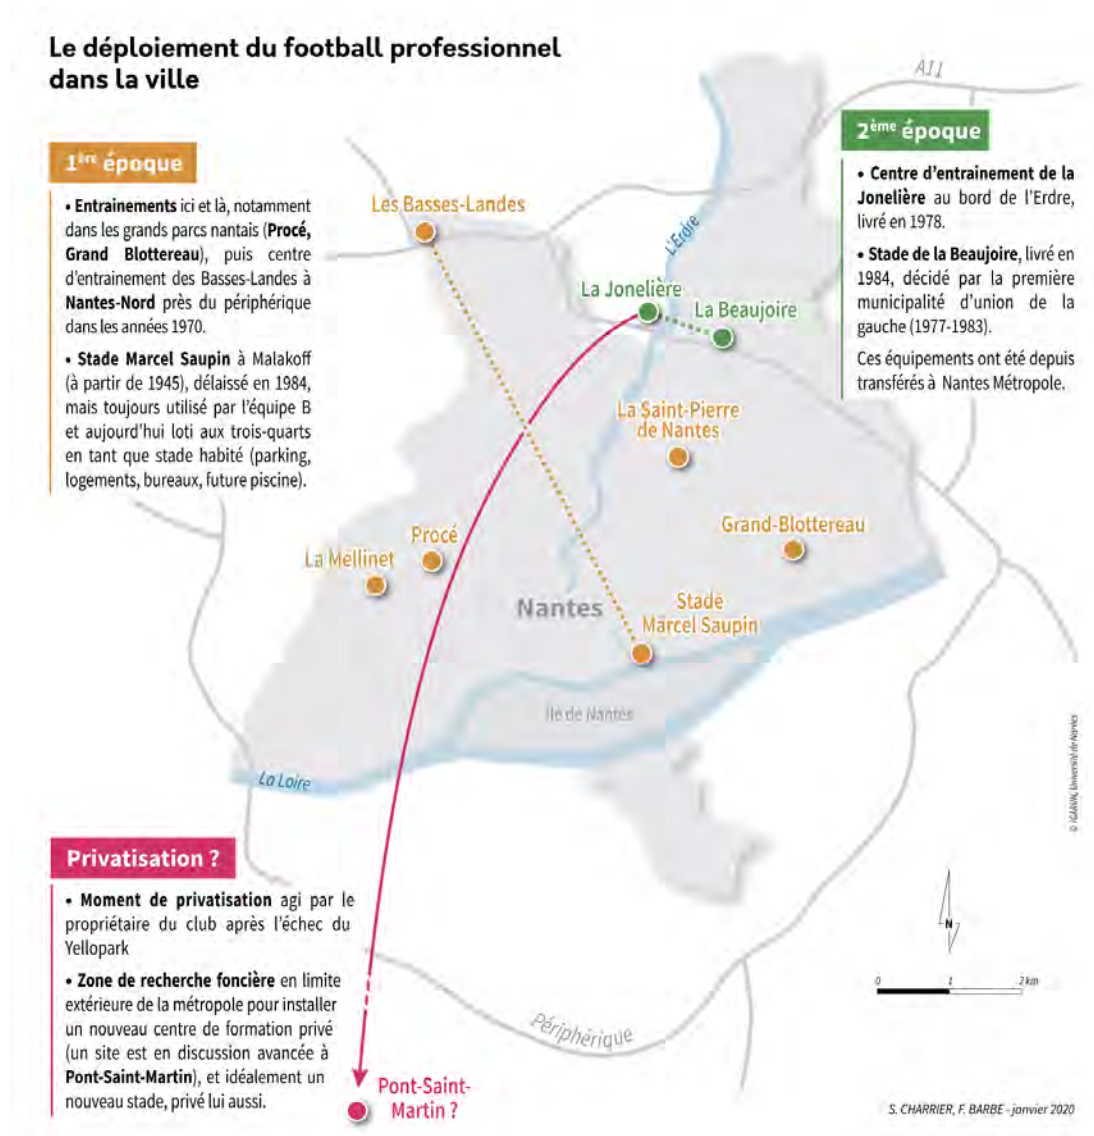 Le déploiement du football professionnel
dans la ville
1ère époque
• Entrainements ici et là, notamment
dans les grands parcs nantais (Procé,
Grand Blottereau), puis centre
d'entrainement des Basses-Landes à
Nantes-Nord près du périphérique
dans les années 1970.
• Stade Marcel Saupin à Malakoff
(à partir de 1945), délaissé en 1984,
mais toujours utilisé par l'équipe B
et aujourd'hui loti aux trois-quarts
en tant que stade habité (parking,
logements, bureaux, future piscine).
A11
2ème époque
• Centre d'entrainement de la
Jonelière au bord de l'Erdre,
livré en 1978.
• Stade de la Beaujoire, livré en
1984, décidé par la première
municipalité d'union de la
gauche (1977-1983).
Ces équipements ont été depuis
transférés à Nantes Métropole.
Les Basses-Landes
L'Erdre
La Jonelière
La Beaujoire
La Saint-Pierre
de Nantes
Grand-Blottereau
Procé
La Mellinet
Nantes
Stade
Marcel Saupin
Ile de Nantes
La Loire
© IGARUN, Université de Nantes
Privatisation ?
• Moment de privatisation agi par le
propriétaire du club après l'échec du
Yellopark
• Zone de recherche foncière en limite
extérieure de la métropole pour installer
un nouveau centre de formation privé
(un site est en discussion avancée à
Pont-Saint-Martin), et idéalement un
nouveau stade, privé lui aussi.
N
0 1 2 km
Périphérique
Pont-Saint-
Martin ?
S. CHARRIER, F. BARBE - janvier 2020